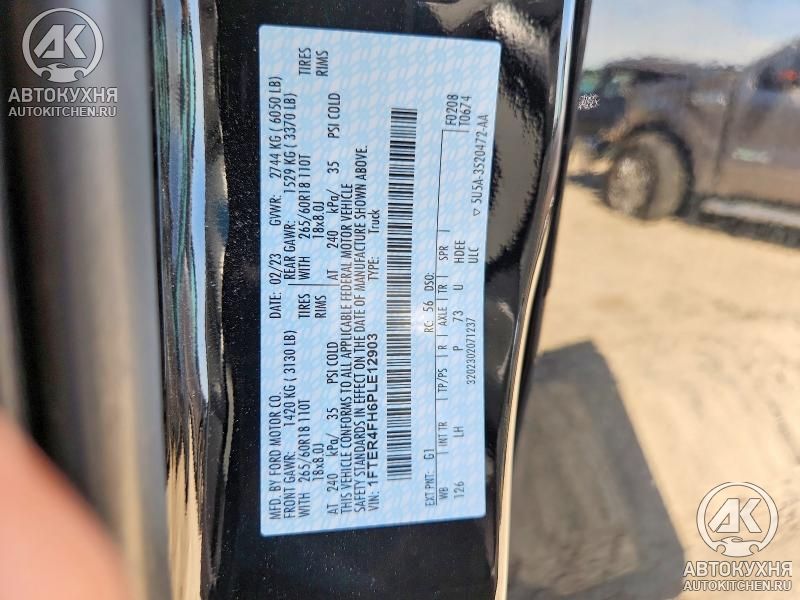 AK
АВТОКУХНЯ
AUTOKITCHEN.RU
MFD. BY FORD MOTOR CO.
DATE: 02/23 GVWR: 2744 KG ( 6050 LB)
FRONT GAWR: 1420 KG ( 3130 LB) REAR GAWR: 1529 KG ( 3370 LB)
265/60R18 110T WITH 265/60R18 110T TIRES
18x8.0J RIMS 18x8.0J RIMS
AT 240 kPa/ 35 PSI COLD AT 240 kPa/ 35 PSI COLD
THIS VEHICLE CONFORMS TO ALL APPLICABLE FEDERAL MOTOR VEHICLE
SAFETY STANDARDS IN EFFECT ON THE DATE OF MANUFACTURE SHOWN ABOVE.
VIN: 1FTER4FH6PLE12903 TYPE: Truck
F0208
T0674
EXT PNT: G1 RC: 56 DSO:
WB INT TR TP/PS R AXLE TR SPR
126 LH P 73 U HDEE
ULC
3202302071237 ▽ 5U5A-3520472-AA
AK
АВТОКУХНЯ
AUTOKITCHEN.RU